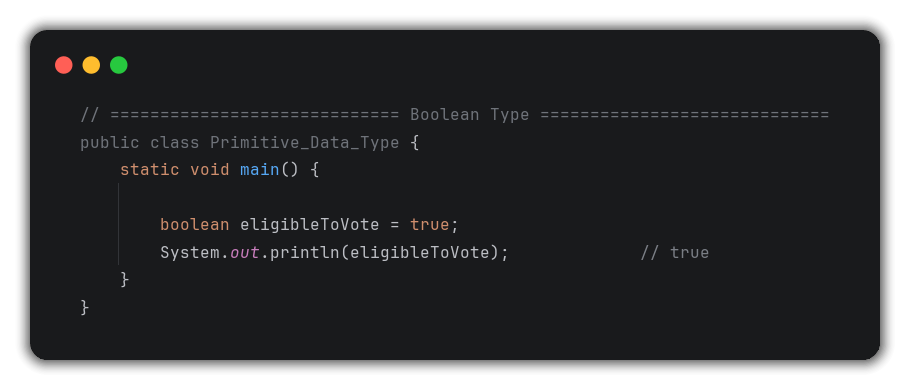 // ============================= Boolean Type =============================
public class Primitive_Data_Type {
    static void main() {

        boolean eligibleToVote = true;
        System.out.println(eligibleToVote);             // true
    }
}